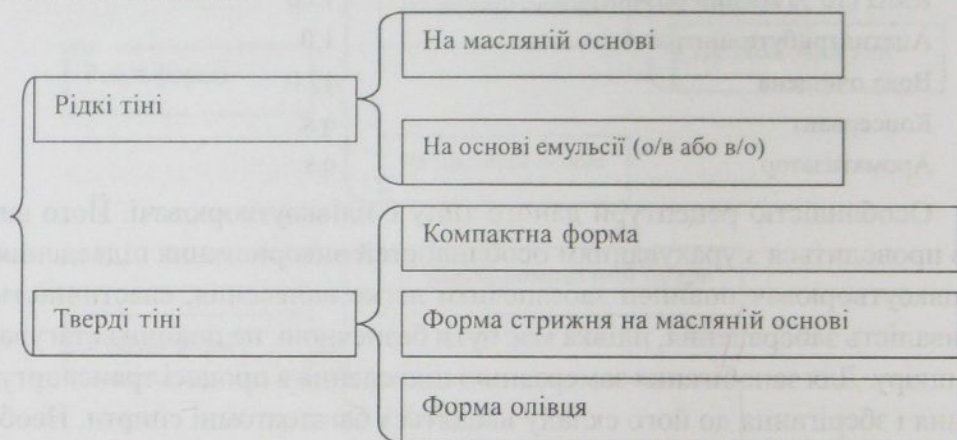 На масляній основі
Рідкі тіні
На основі емульсії (о/в або в/о)
Компактна форма
Тверді тіні
Форма стрижня на масляній основі
Форма олівця